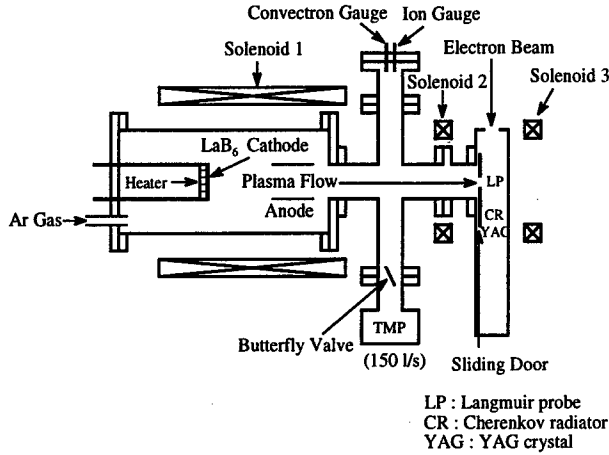 Convectron Gauge
Ion Gauge
Solenoid 1
Electron Beam
Solenoid 2
Solenoid 3
LaB6 Cathode
Heater
Plasma Flow
LP
Anode
Ar Gas
CR
YAG
Butterfly Valve
TMP
(150 l/s)
Sliding Door
LP : Langmuir probe
CR : Cherenkov radiator
YAG : YAG crystal